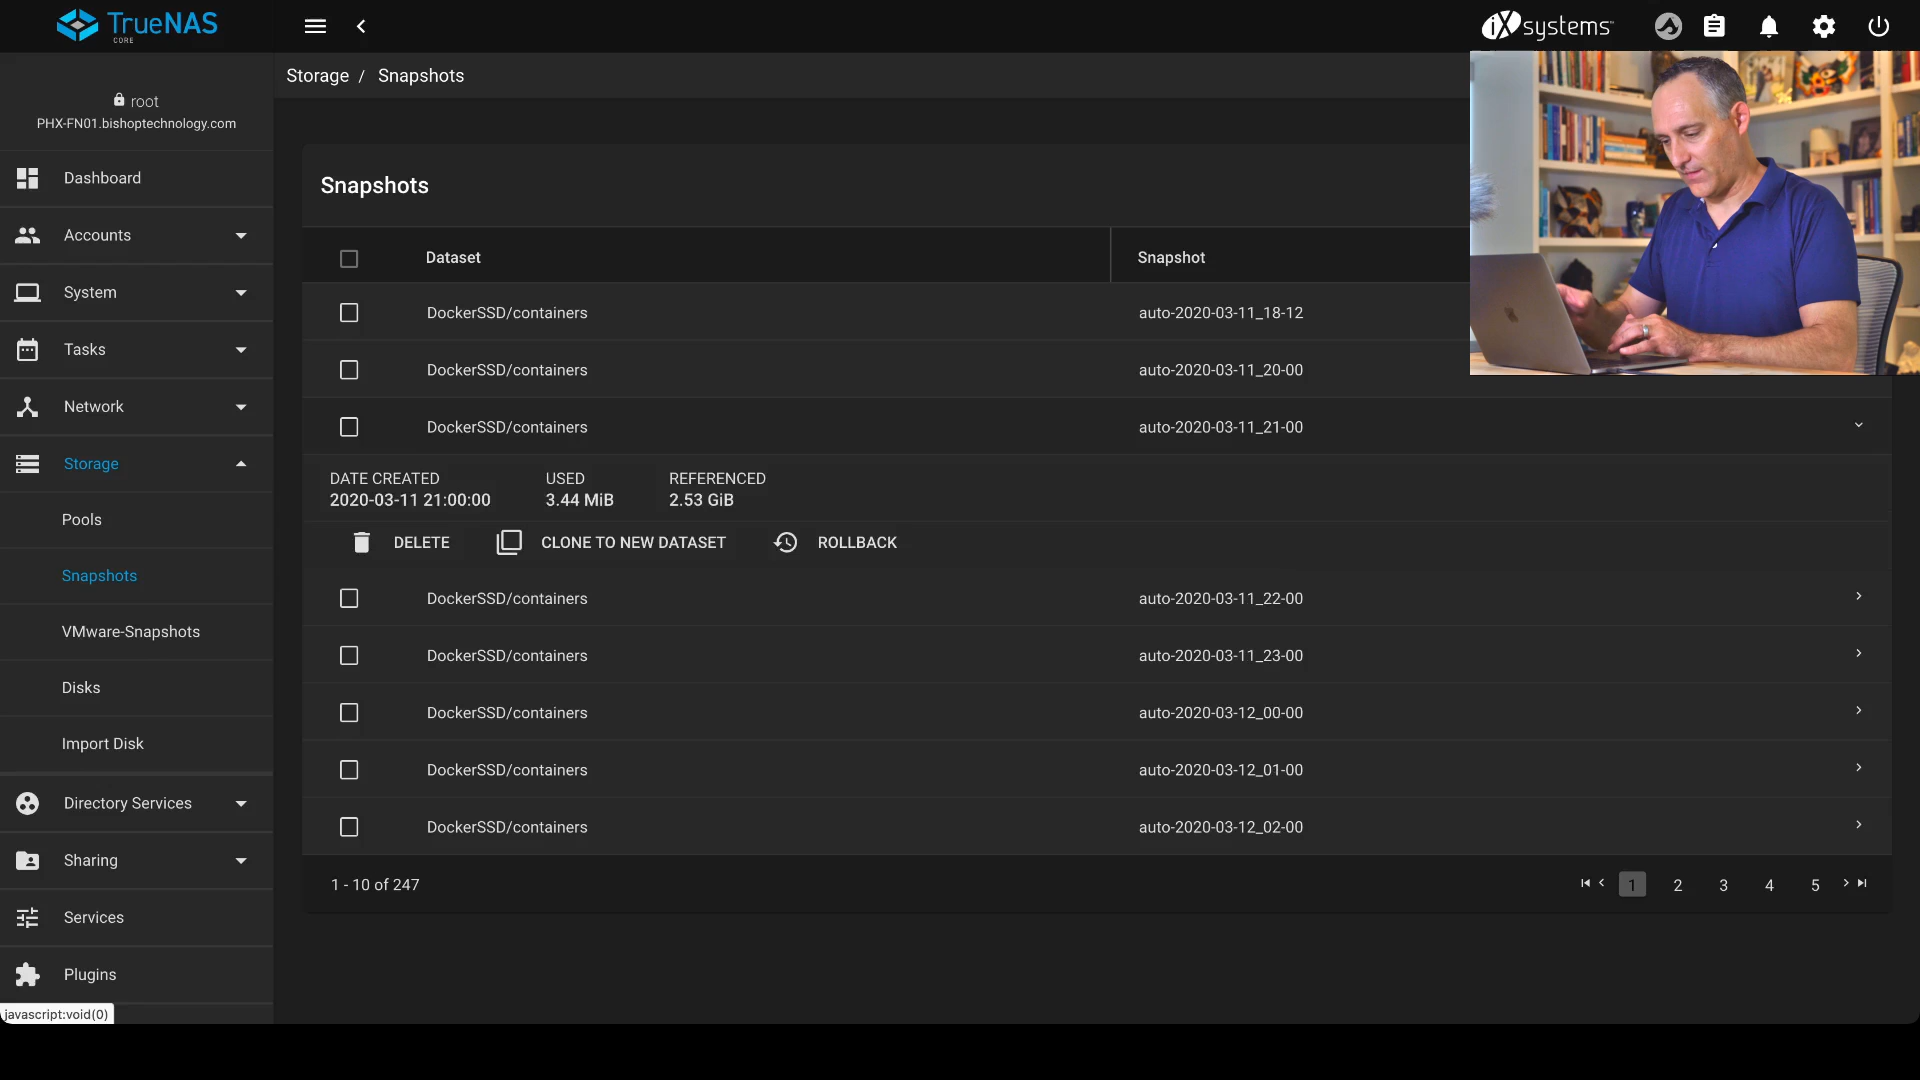 TrueNAS
CORE
iXsystems™
Storage / Snapshots
root
PHX-FN01.bishoptechnology.com
Dashboard
Accounts
System
Tasks
Network
Storage
Pools
Snapshots
VMware-Snapshots
Disks
Import Disk
Directory Services
Sharing
Services
Plugins
javascript:void(0)
Snapshots
Dataset Snapshot
DockerSSD/containers auto-2020-03-11_18-12
DockerSSD/containers auto-2020-03-11_20-00
DockerSSD/containers auto-2020-03-11_21-00
DATE CREATED USED REFERENCED
2020-03-11 21:00:00 3.44 MiB 2.53 GiB
DELETE CLONE TO NEW DATASET ROLLBACK
DockerSSD/containers auto-2020-03-11_22-00
DockerSSD/containers auto-2020-03-11_23-00
DockerSSD/containers auto-2020-03-12_00-00
DockerSSD/containers auto-2020-03-12_01-00
DockerSSD/containers auto-2020-03-12_02-00
1 - 10 of 247 1 2 3 4 5